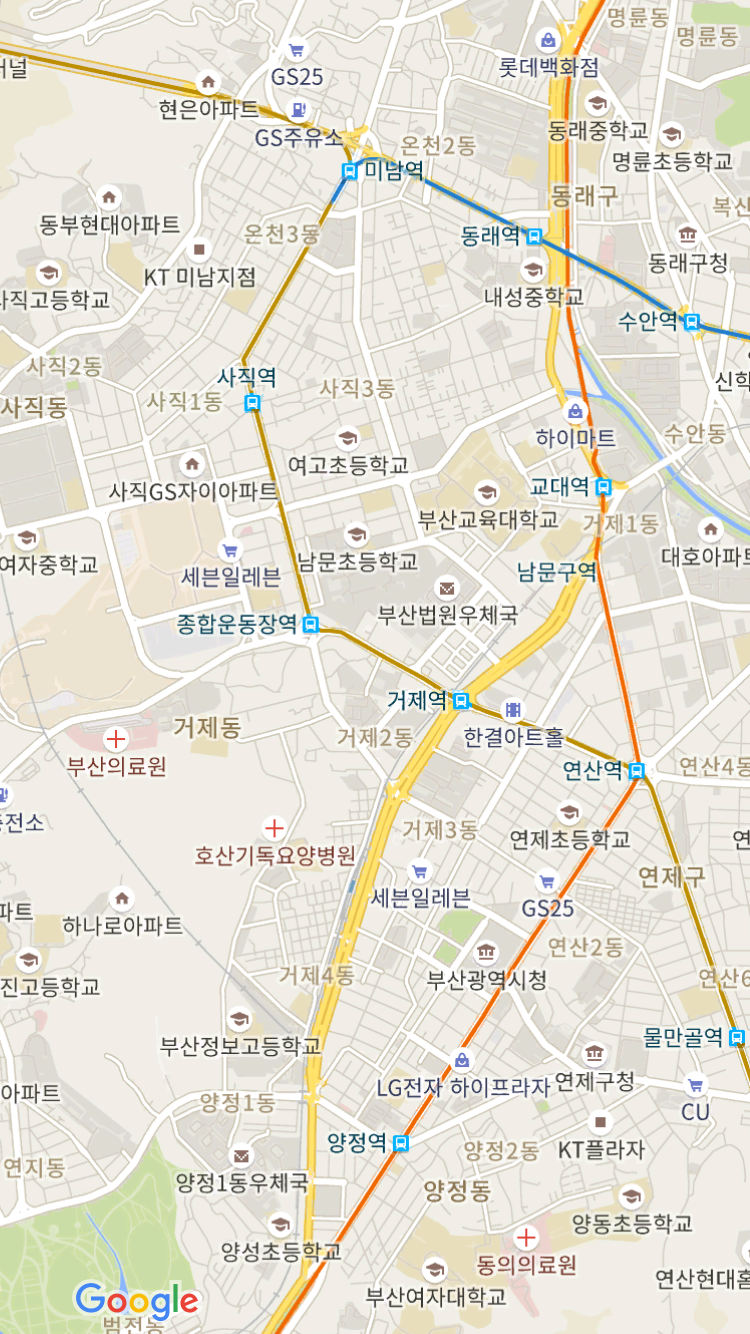 명륜동
명륜동
GS25
롯데백화점
현은아파트
GS주유소
동래중학교
온천2동
명륜초등학교
미남역
동래구
동부현대아파트
온천3동
동래역
동래구청
KT 미남지점
내성중학교
사직고등학교
수안역
사직2동
사직역
사직3동
사직동
사직1동
하이마트
수안동
여고초등학교
사직GS자이아파트
교대역
부산교육대학교
거제1동
여자중학교
남문초등학교
대호아파트
세븐일레븐
남문구역
부산법원우체국
종합운동장역
거제역
거제동
거제2동
한결아트홀
부산의료원
연산역
연산4동
거제3동
연제초등학교
호산기독요양병원
세븐일레븐
연제구
GS25
하나로아파트
연산2동
거제4동
부산광역시청
연산6
진고등학교
부산정보고등학교
물만골역
LG전자 하이프라자
연제구청
아파트
양정1동
CU
양정역
양정2동
KT플라자
연지동
양정1동우체국
양정동
양동초등학교
양성초등학교
동의의료원
연산현대홈
부산여자대학교
Google
범전동